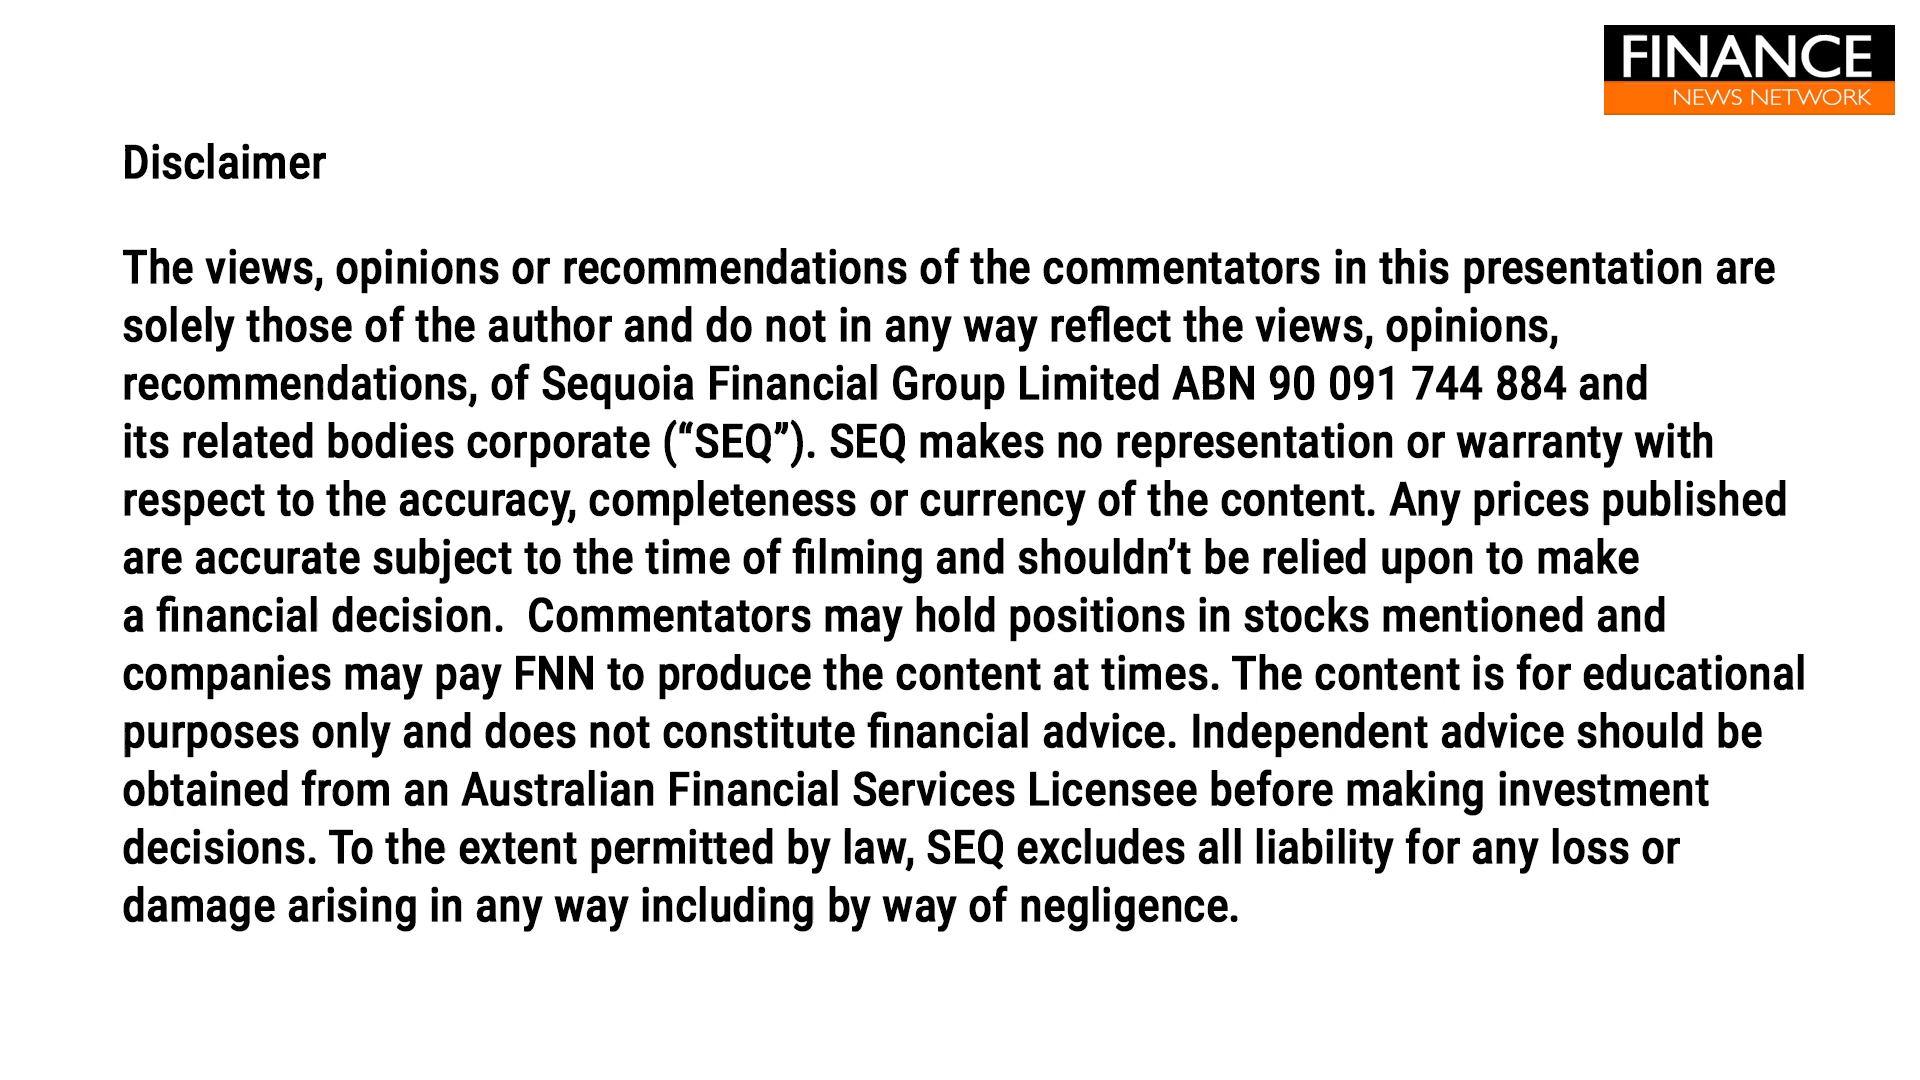 FINANCE
NEWS NETWORK
Disclaimer
The views, opinions or recommendations of the commentators in this presentation are
solely those of the author and do not in any way reflect the views, opinions,
recommendations, of Sequoia Financial Group Limited ABN 90 091 744 884 and
its related bodies corporate (“SEQ”). SEQ makes no representation or warranty with
respect to the accuracy, completeness or currency of the content. Any prices published
are accurate subject to the time of filming and shouldn’t be relied upon to make
a financial decision.  Commentators may hold positions in stocks mentioned and
companies may pay FNN to produce the content at times. The content is for educational
purposes only and does not constitute financial advice. Independent advice should be
obtained from an Australian Financial Services Licensee before making investment
decisions. To the extent permitted by law, SEQ excludes all liability for any loss or
damage arising in any way including by way of negligence.